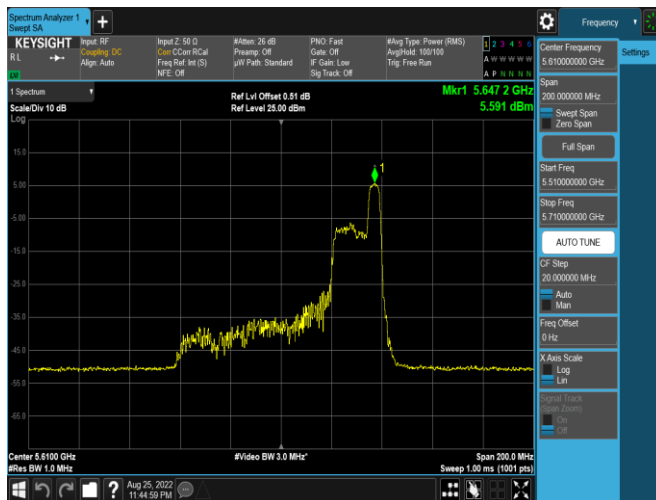 Spectrum Analyzer 1
Swept SA
+
Frequency
KEYSIGHT
Input: RF
Coupling: DC
Align: Auto
Input Z: 50 Ω
Corr CCorr RCal
Freq Ref: Int (S)
NFE: Off
#Atten: 26 dB
Preamp: Off
µW Path: Standard
PNO: Fast
Gate: Off
IF Gain: Low
Sig Track: Off
#Avg Type: Power (RMS)
Avg|Hold: 100/100
Trig: Free Run
1 2 3 4 5 6
A W W W W W
A P N N N N
R L
1 Spectrum
Scale/Div 10 dB
Log
Ref Lvl Offset 0.51 dB
Ref Level 25.00 dBm
Mkr1 5.647 2 GHz
5.591 dBm
1
15.0
5.00
-5.00
-15.0
-25.0
-35.0
-45.0
-55.0
-65.0
Center 5.6100 GHz
#Res BW 1.0 MHz
#Video BW 3.0 MHz*
Span 200.0 MHz
Sweep 1.00 ms (1001 pts)
Aug 25, 2022
11:44:59 PM
?
Settings
Center Frequency
5.610000000 GHz
Span
200.000000 MHz
Swept Span
Zero Span
Full Span
Start Freq
5.510000000 GHz
Stop Freq
5.710000000 GHz
AUTO TUNE
CF Step
20.000000 MHz
Auto
Man
Freq Offset
0 Hz
X Axis Scale
Log
Lin
Signal Track
(Span Zoom)
On
Off